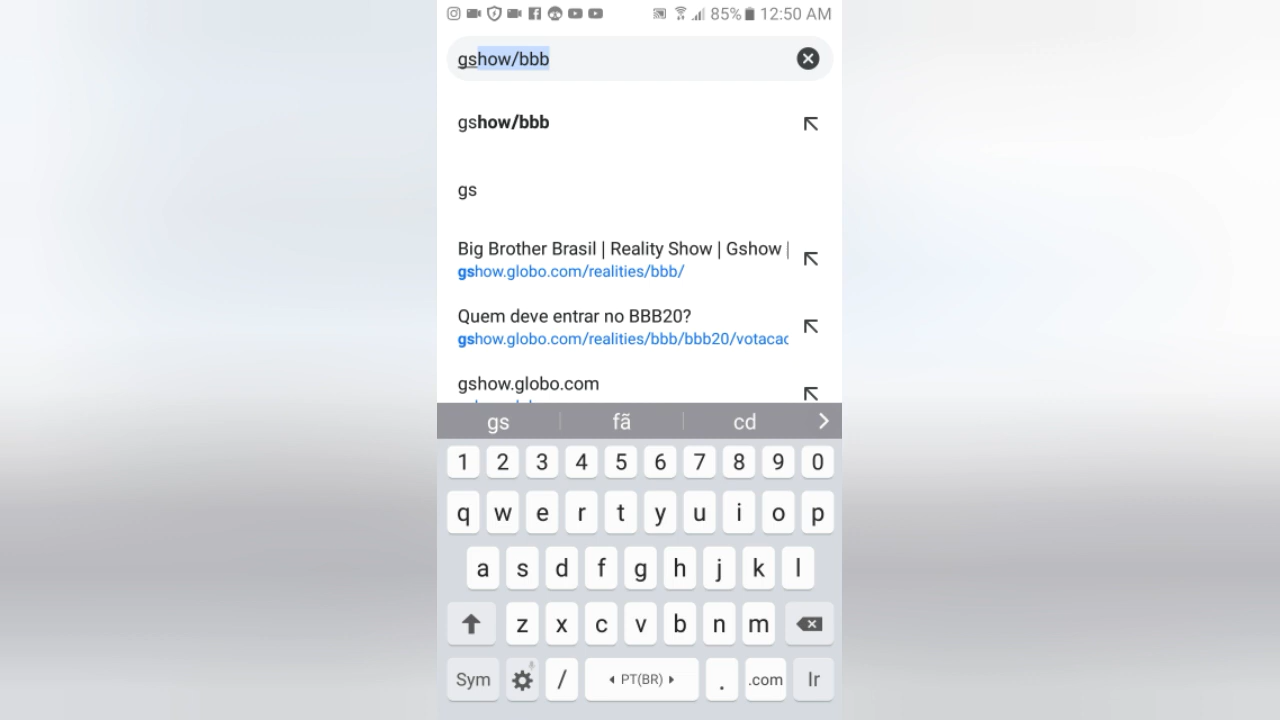 85% 12:50 AM
gshow/bbb
gshow/bbb
gs
Big Brother Brasil | Reality Show | Gshow |
gshow.globo.com/realities/bbb/
Quem deve entrar no BBB20?
gshow.globo.com/realities/bbb/bbb20/votacac
gshow.globo.com
gs fã cd
1 2 3 4 5 6 7 8 9 0
q w e r t y u i o p
a s d f g h j k l
z x c v b n m
Sym / PT(BR) . .com Ir